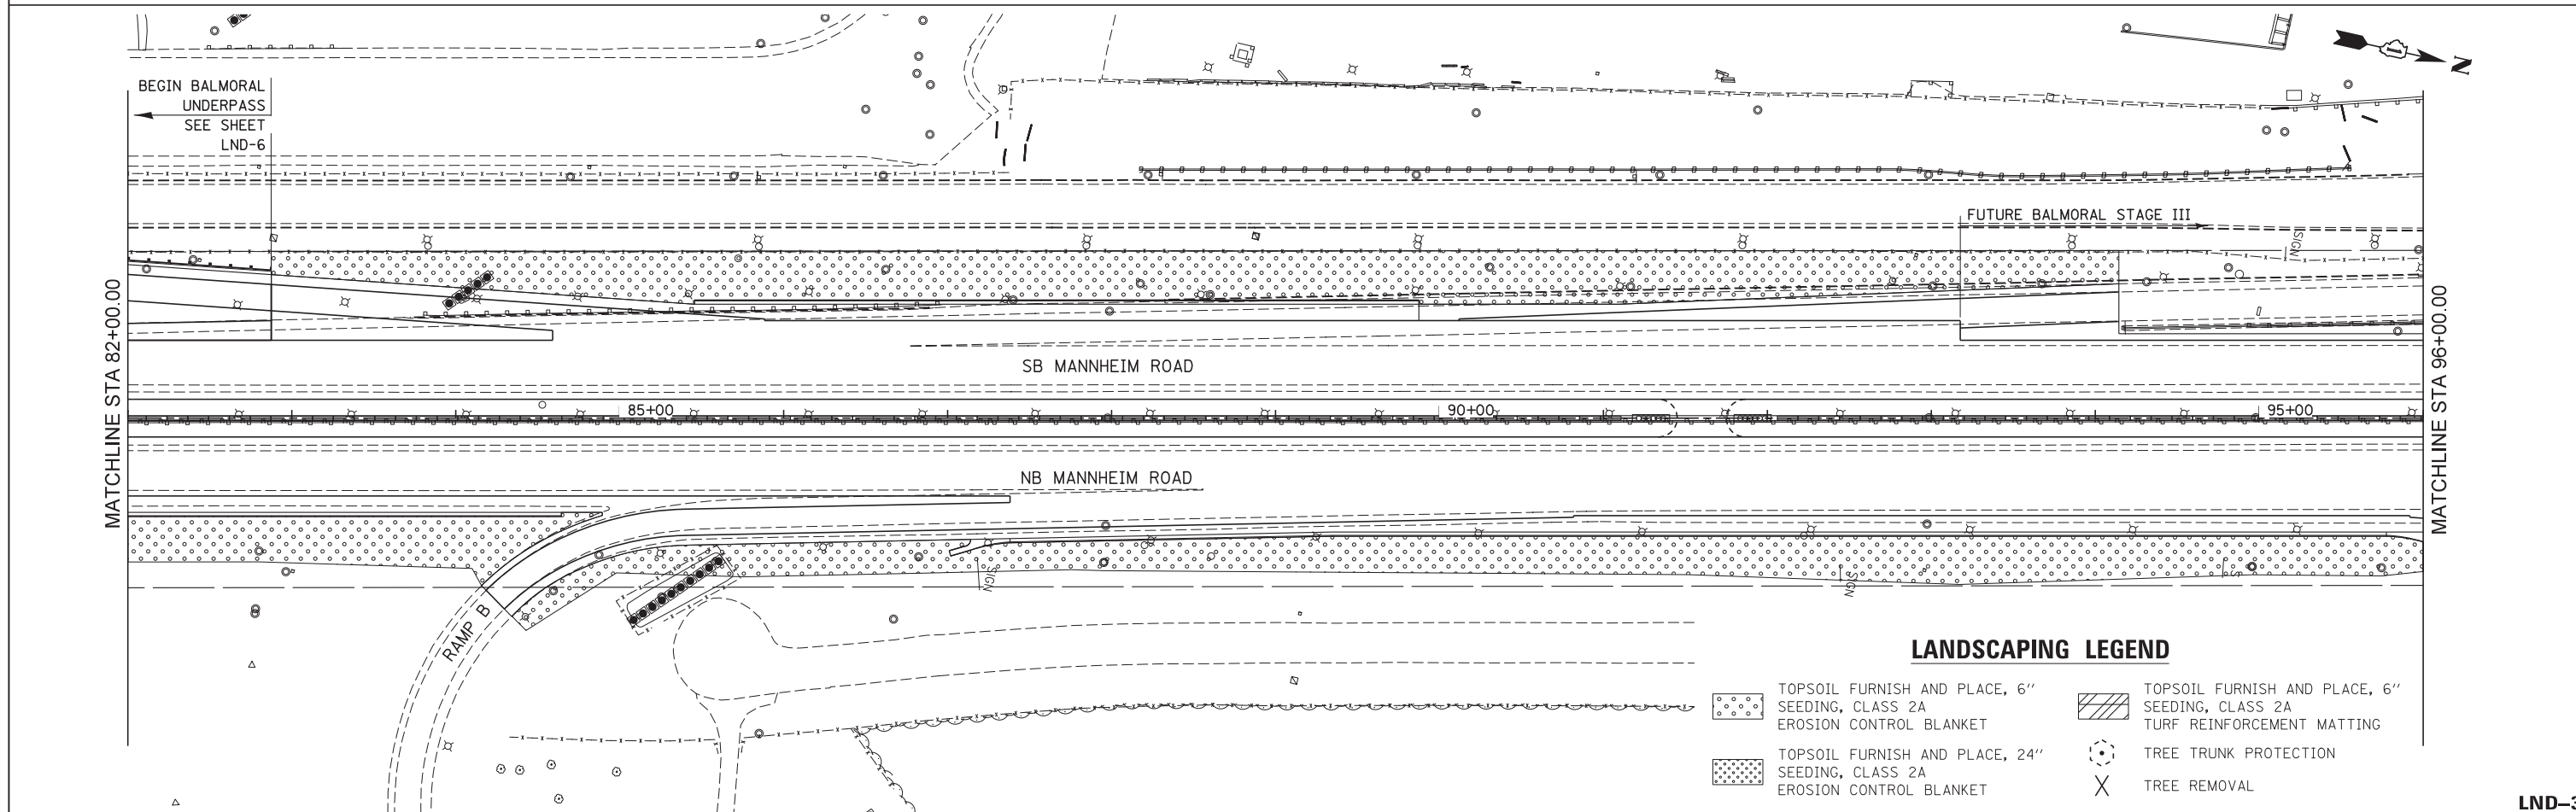 BEGIN BALMORAL
UNDERPASS
SEE SHEET
LND-6
N
FUTURE BALMORAL STAGE III
SIGN
MATCHLINE STA 82+00.00
MATCHLINE STA 96+00.00
SB MANNHEIM ROAD
85+00
90+00
95+00
NB MANNHEIM ROAD
SIGN
SIGN
RAMP B
LANDSCAPING LEGEND
TOPSOIL FURNISH AND PLACE, 6"
SEEDING, CLASS 2A
EROSION CONTROL BLANKET
TOPSOIL FURNISH AND PLACE, 24"
SEEDING, CLASS 2A
EROSION CONTROL BLANKET
TOPSOIL FURNISH AND PLACE, 6"
SEEDING, CLASS 2A
TURF REINFORCEMENT MATTING
TREE TRUNK PROTECTION
TREE REMOVAL